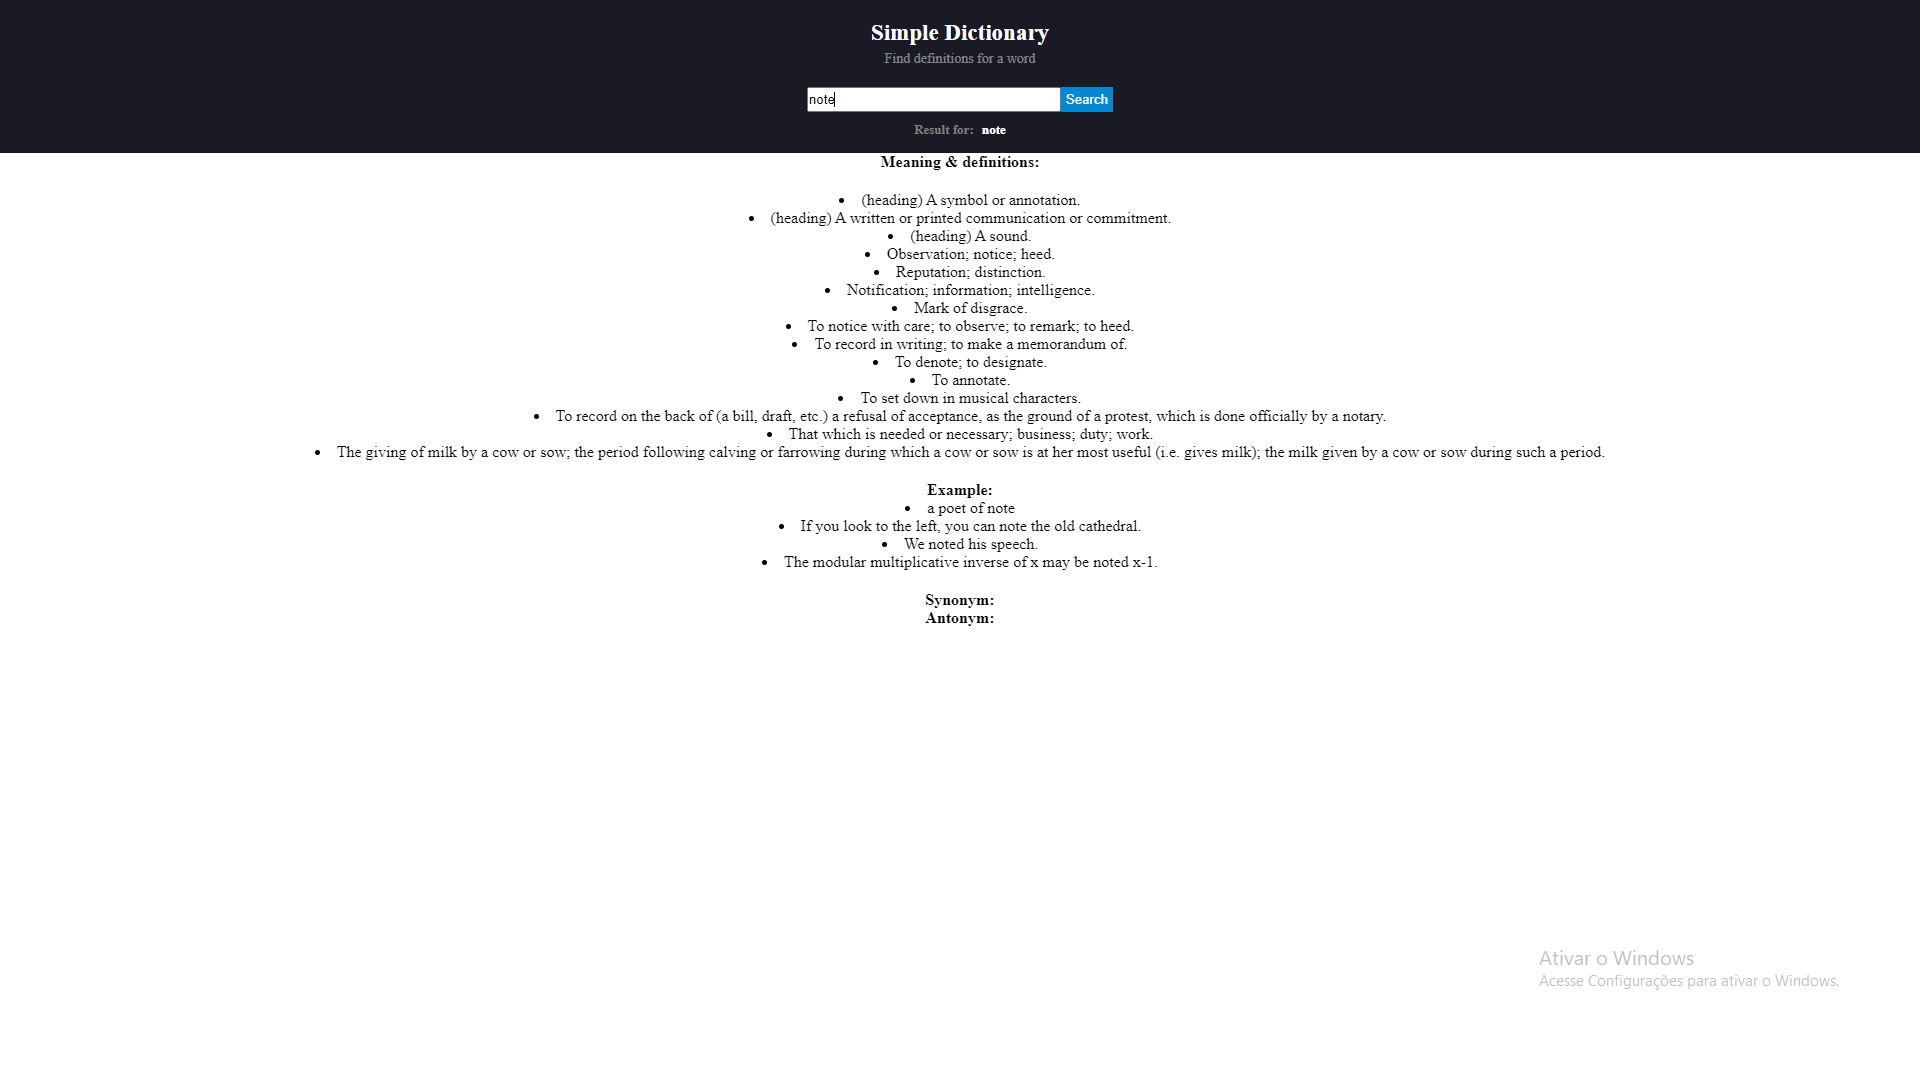 Simple Dictionary
Find definitions for a word
note
Search
Result for: note
Meaning & definitions:
• (heading) A symbol or annotation.
• (heading) A written or printed communication or commitment.
• (heading) A sound.
• Observation; notice; heed.
• Reputation; distinction.
• Notification; information; intelligence.
• Mark of disgrace.
• To notice with care; to observe; to remark; to heed.
• To record in writing; to make a memorandum of.
• To denote; to designate.
• To annotate.
• To set down in musical characters.
• To record on the back of (a bill, draft, etc.) a refusal of acceptance, as the ground of a protest, which is done officially by a notary.
• That which is needed or necessary; business; duty; work.
• The giving of milk by a cow or sow; the period following calving or farrowing during which a cow or sow is at her most useful (i.e. gives milk); the milk given by a cow or sow during such a period.
Example:
• a poet of note
• If you look to the left, you can note the old cathedral.
• We noted his speech.
• The modular multiplicative inverse of x may be noted x-1.
Synonym:
Antonym:
Ativar o Windows
Acesse Configurações para ativar o Windows.